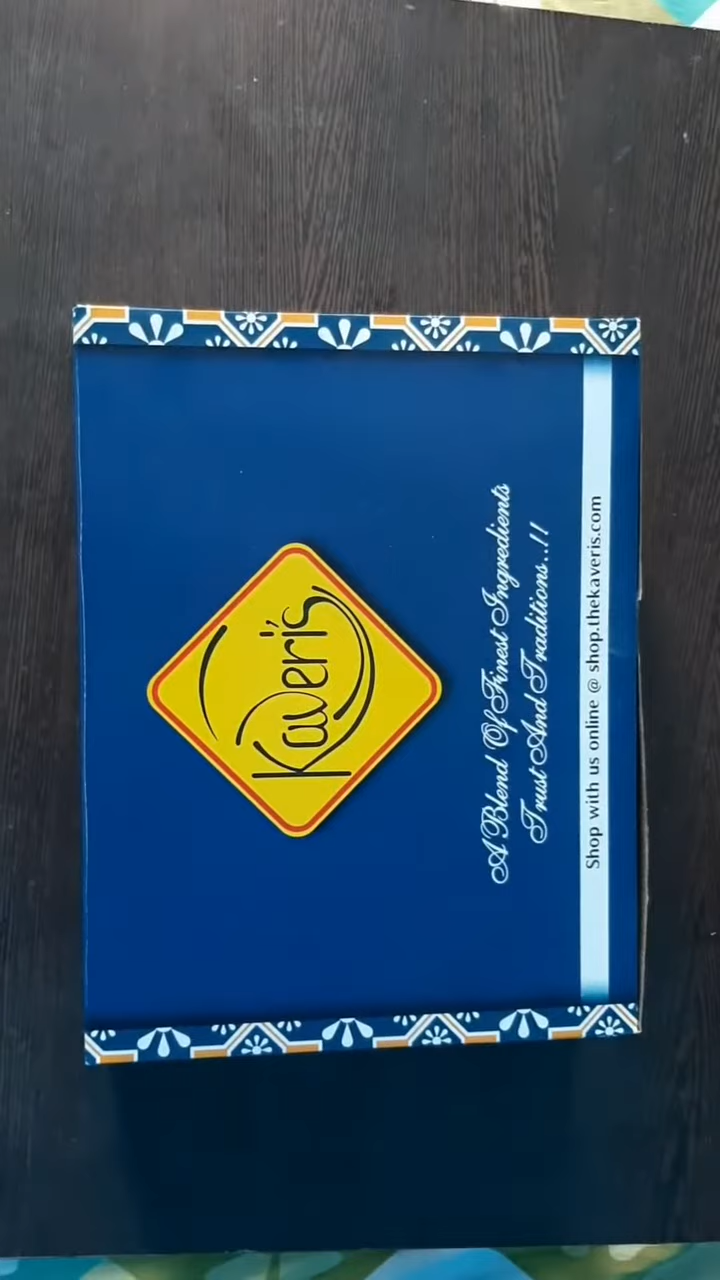 Kaveri's
A Blend Of Finest Ingredients
Trust And Traditions...!!
Shop with us online @ shop.thekaveris.com